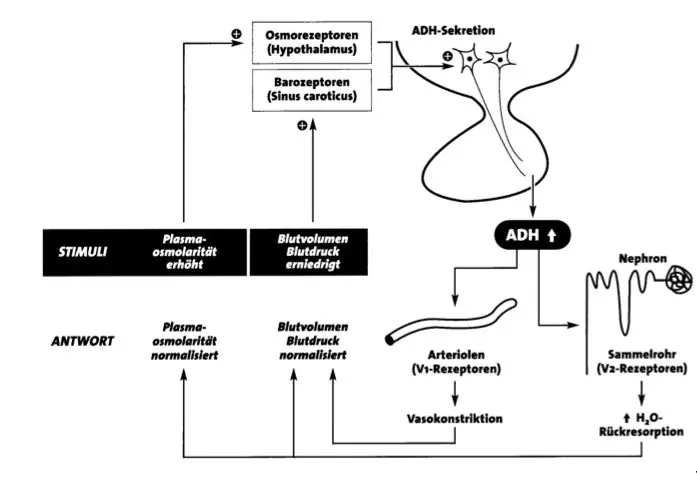 Osmorezeptoren
(Hypothalamus)
ADH-Sekretion
Barozeptoren
(Sinus caroticus)
STIMULI
Plasma-
osmolarität
erhöht
Blutvolumen
Blutdruck
erniedrigt
ADH ↑
Nephron
ANTWORT
Plasma-
osmolarität
normalisiert
Blutvolumen
Blutdruck
normalisiert
Arteriolen
(V1-Rezeptoren)
Sammelrohr
(V2-Rezeptoren)
Vasokonstriktion
↑ H₂O-
Rückresorption